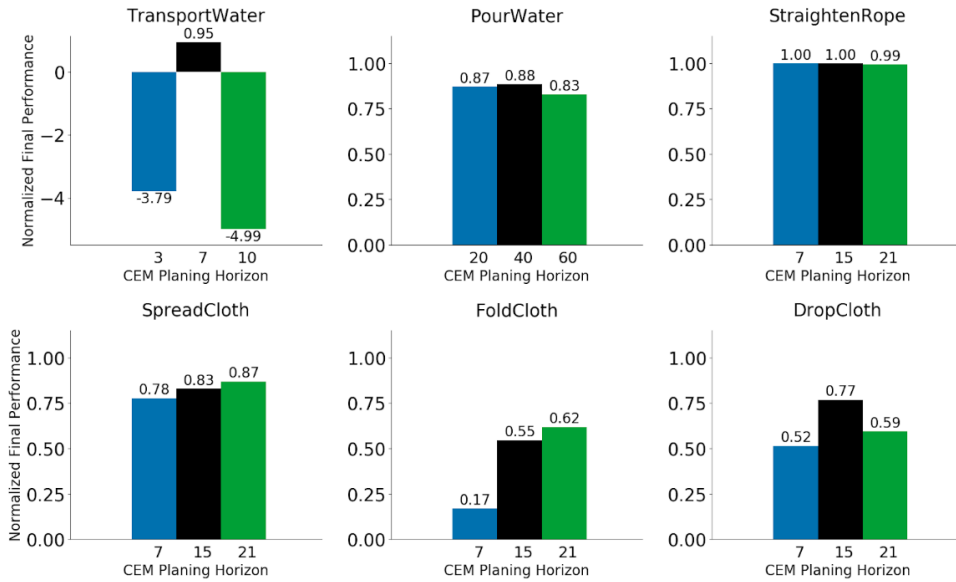 TransportWater
Normalized Final Performance
0
−2
−4
-3.79
0.95
-4.99
3 7 10
CEM Planing Horizon
PourWater
1.00
0.75
0.50
0.25
0.00
0.87 0.88 0.83
20 40 60
CEM Planing Horizon
StraightenRope
1.00
0.75
0.50
0.25
0.00
1.00 1.00 0.99
7 15 21
CEM Planing Horizon
SpreadCloth
Normalized Final Performance
1.00
0.75
0.50
0.25
0.00
0.78 0.83 0.87
7 15 21
CEM Planing Horizon
FoldCloth
1.00
0.75
0.50
0.25
0.00
0.17 0.55 0.62
7 15 21
CEM Planing Horizon
DropCloth
1.00
0.75
0.50
0.25
0.00
0.52 0.77 0.59
7 15 21
CEM Planing Horizon